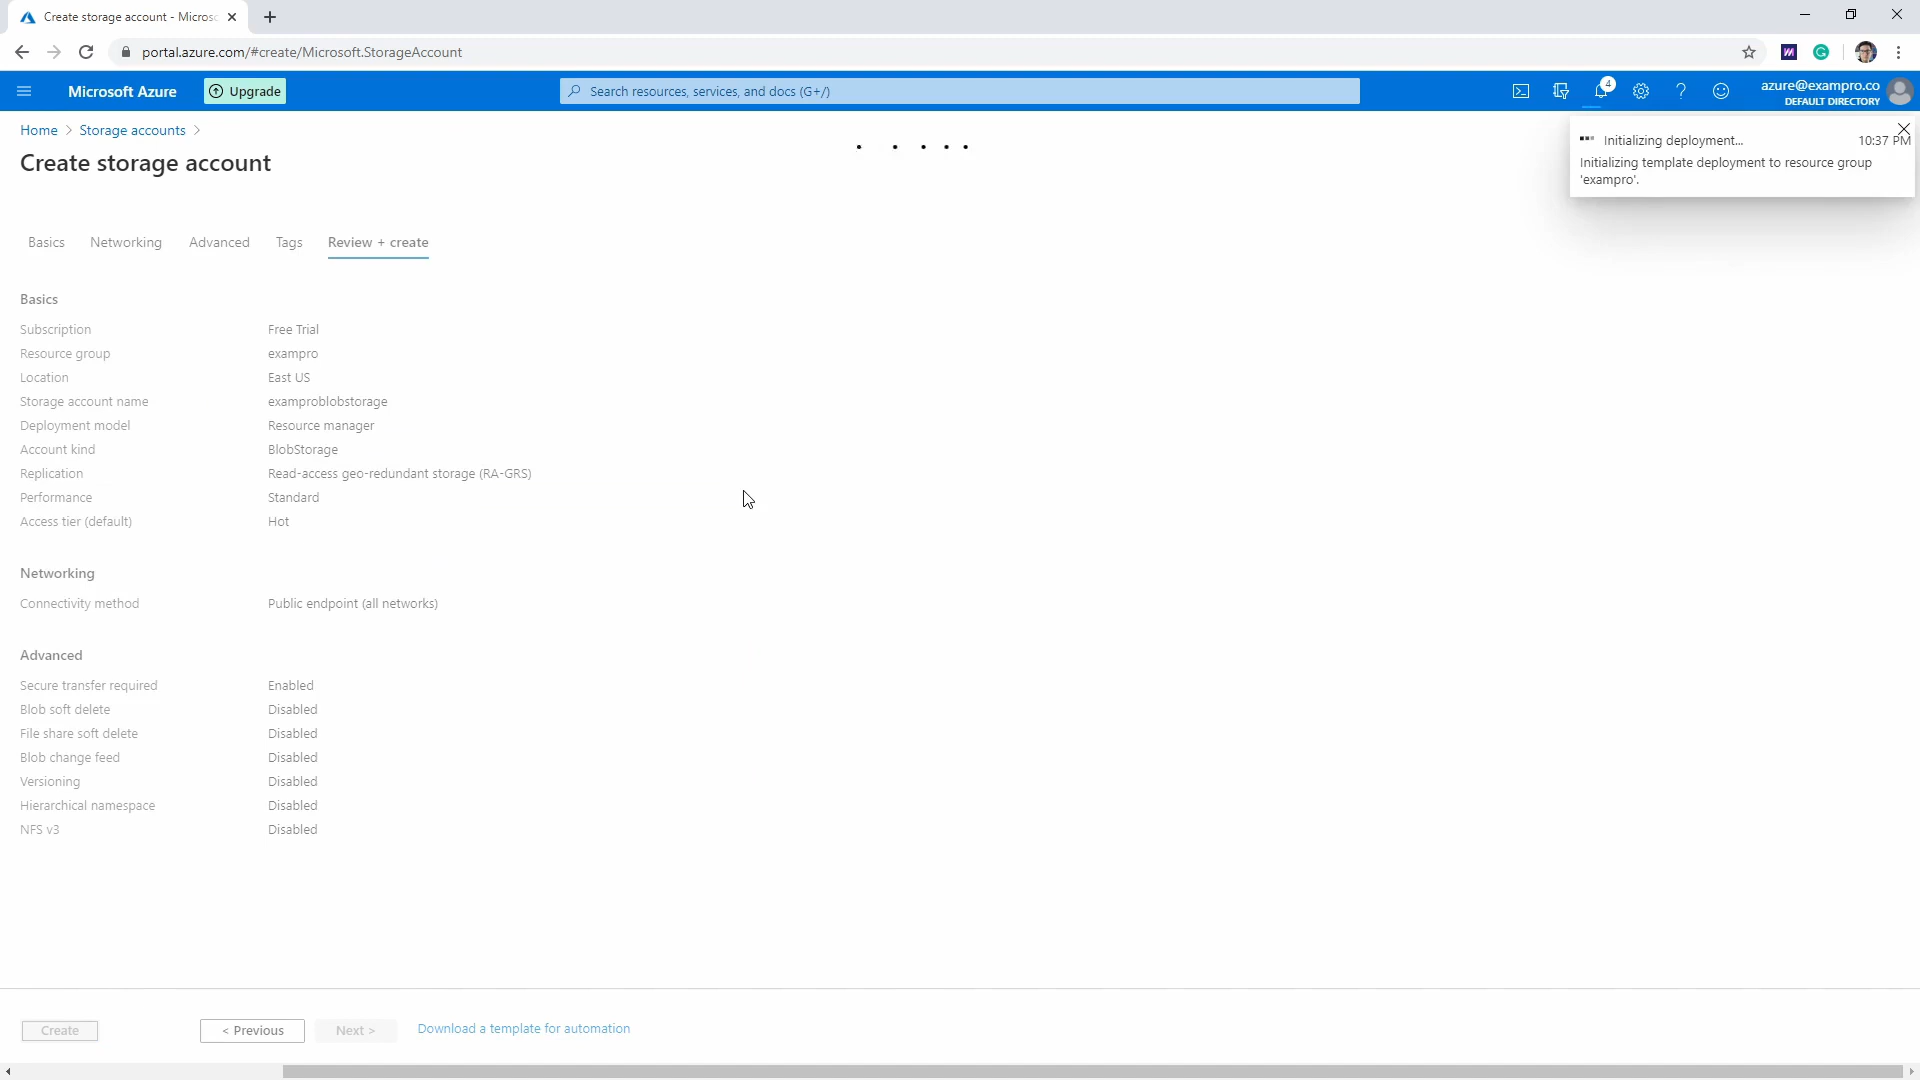 Create storage account - Micros
portal.azure.com/#create/Microsoft.StorageAccount
Microsoft Azure
Upgrade
Search resources, services, and docs (G+/)
4
azure@exampro.co
DEFAULT DIRECTORY
Home > Storage accounts >
Create storage account
Initializing deployment...
10:37 PM
Initializing template deployment to resource group
'exampro'.
Basics Networking Advanced Tags Review + create
Basics
Subscription Free Trial
Resource group exampro
Location East US
Storage account name examproblobstorage
Deployment model Resource manager
Account kind BlobStorage
Replication Read-access geo-redundant storage (RA-GRS)
Performance Standard
Access tier (default) Hot
Networking
Connectivity method Public endpoint (all networks)
Advanced
Secure transfer required Enabled
Blob soft delete Disabled
File share soft delete Disabled
Blob change feed Disabled
Versioning Disabled
Hierarchical namespace Disabled
NFS v3 Disabled
Create < Previous Next > Download a template for automation